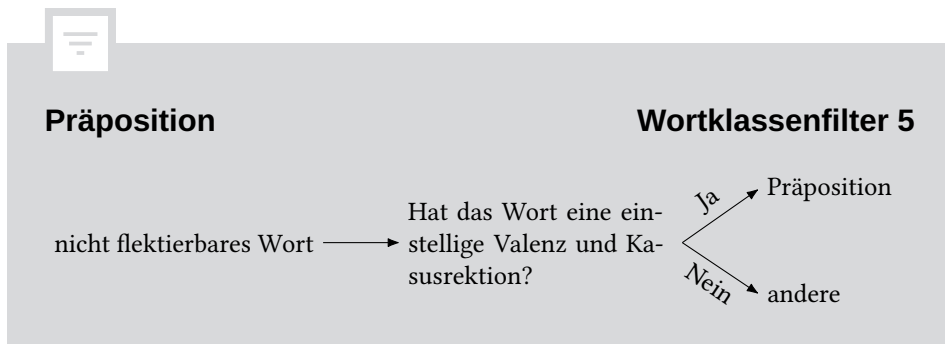 Präposition
Wortklassenfilter 5
nicht flektierbares Wort
Hat das Wort eine ein-
stellige Valenz und Ka-
susrektion?
Ja
Präposition
Nein
andere